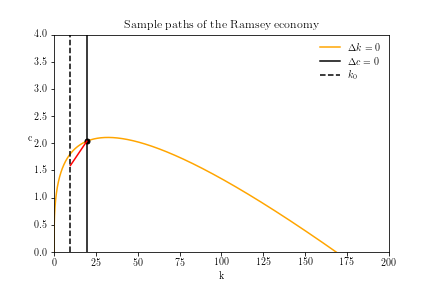 Sample paths of the Ramsey economy
4.0
3.5
3.0
2.5
c
2.0
1.5
1.0
0.5
0.0
Δk = 0
Δc = 0
k₀
0 25 50 75 100 125 150 175 200
k